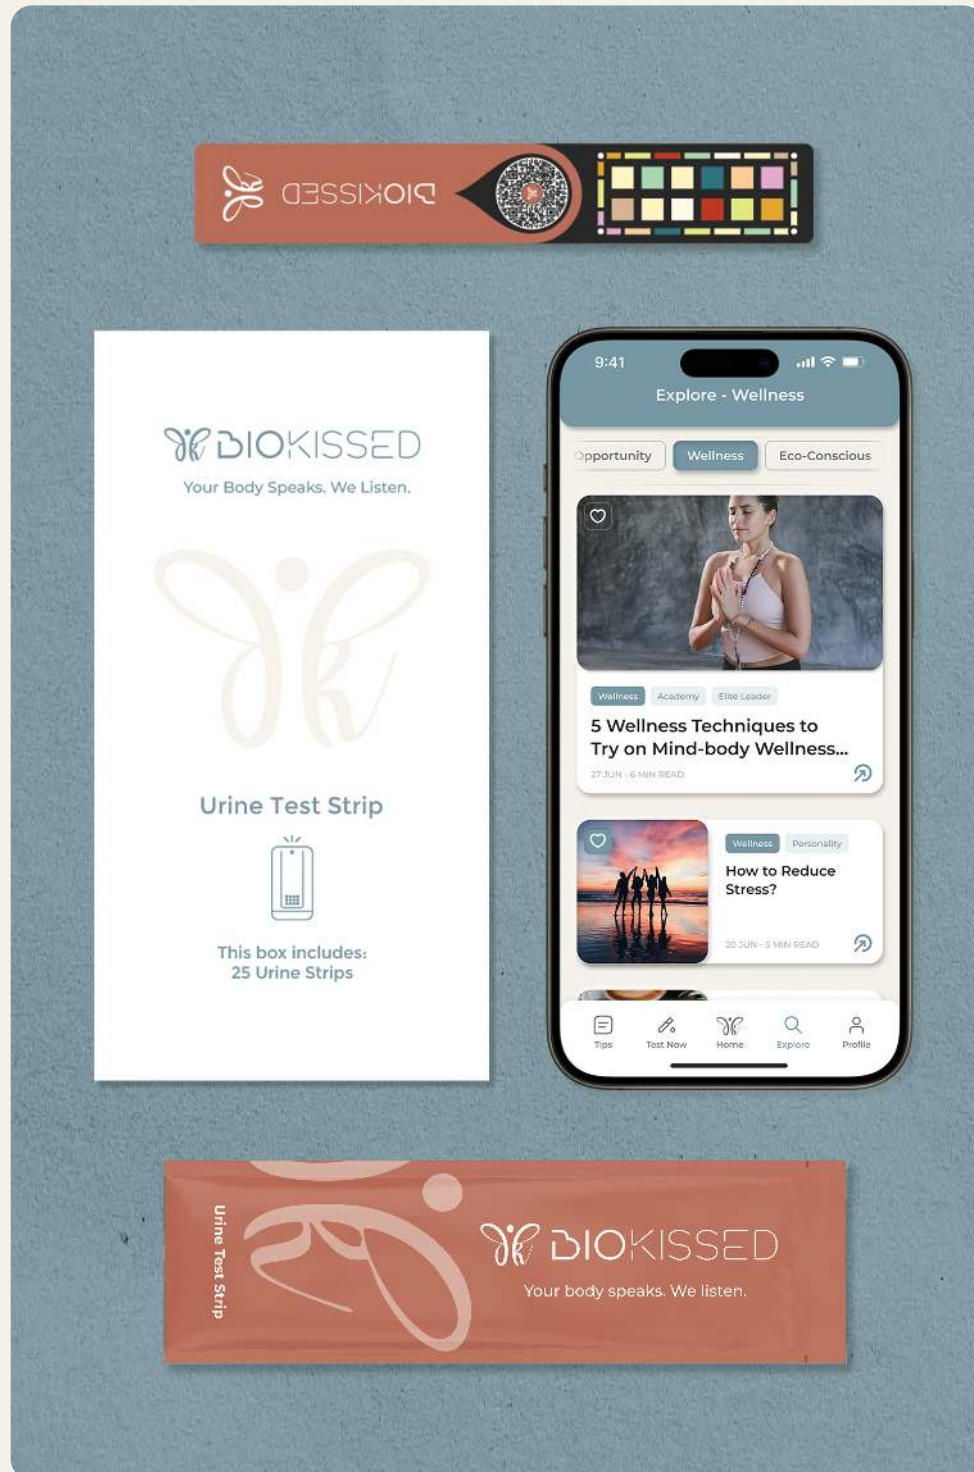 BIOKISSED
BIOKISSED
Your Body Speaks. We Listen.
Urine Test Strip
This box includes:
25 Urine Strips
9:41
Explore - Wellness
Opportunity
Wellness
Eco-Conscious
Wellness
Academy
Elite Leader
5 Wellness Techniques to
Try on Mind-body Wellness...
27 JUN - 6 MIN READ
Wellness
Personality
How to Reduce
Stress?
20 JUN - 5 MIN READ
Tips
Test Now
Home
Explore
Profile
Urine Test Strip
BIOKISSED
Your body speaks. We listen.